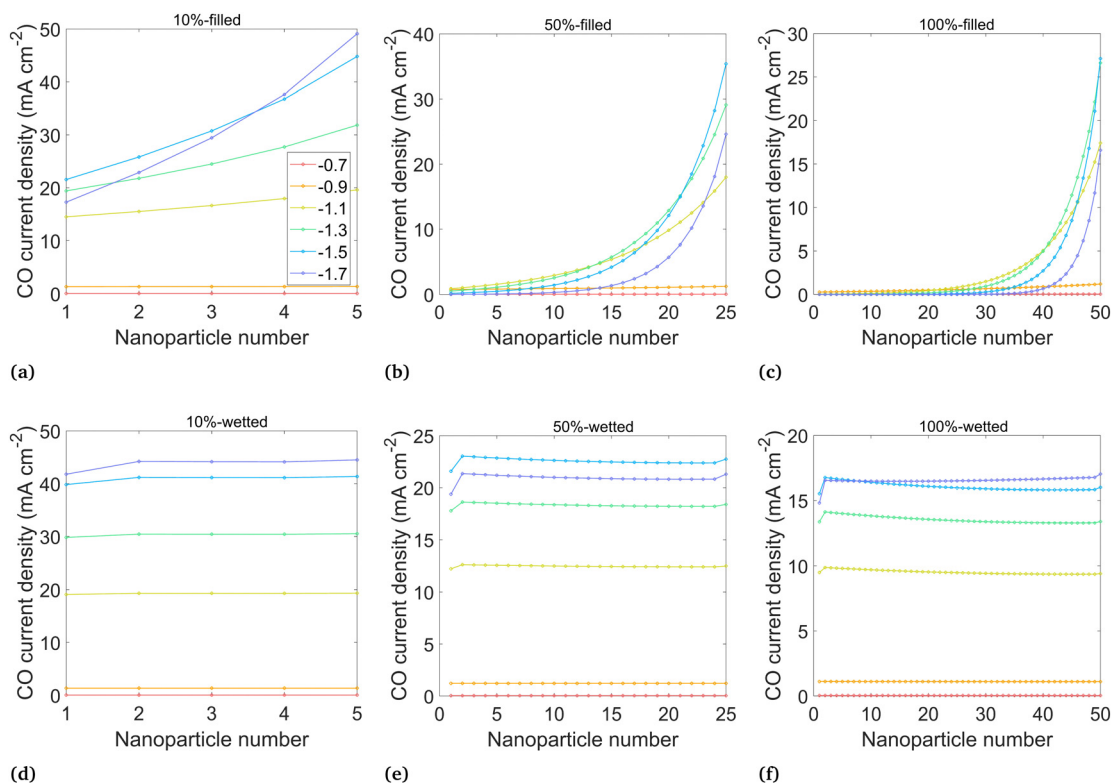 10%-filled
CO current density (mA cm-2)
50
40
30
20
10
0
1 2 3 4 5
Nanoparticle number
-0.7
-0.9
-1.1
-1.3
-1.5
-1.7
(a)
50%-filled
CO current density (mA cm-2)
40
30
20
10
0
0 5 10 15 20 25
Nanoparticle number
(b)
100%-filled
CO current density (mA cm-2)
30
25
20
15
10
5
0
0 10 20 30 40 50
Nanoparticle number
(c)
10%-wetted
CO current density (mA cm-2)
50
40
30
20
10
0
1 2 3 4 5
Nanoparticle number
(d)
50%-wetted
CO current density (mA cm-2)
25
20
15
10
5
0
0 5 10 15 20 25
Nanoparticle number
(e)
100%-wetted
CO current density (mA cm-2)
20
15
10
5
0
0 10 20 30 40 50
Nanoparticle number
(f)